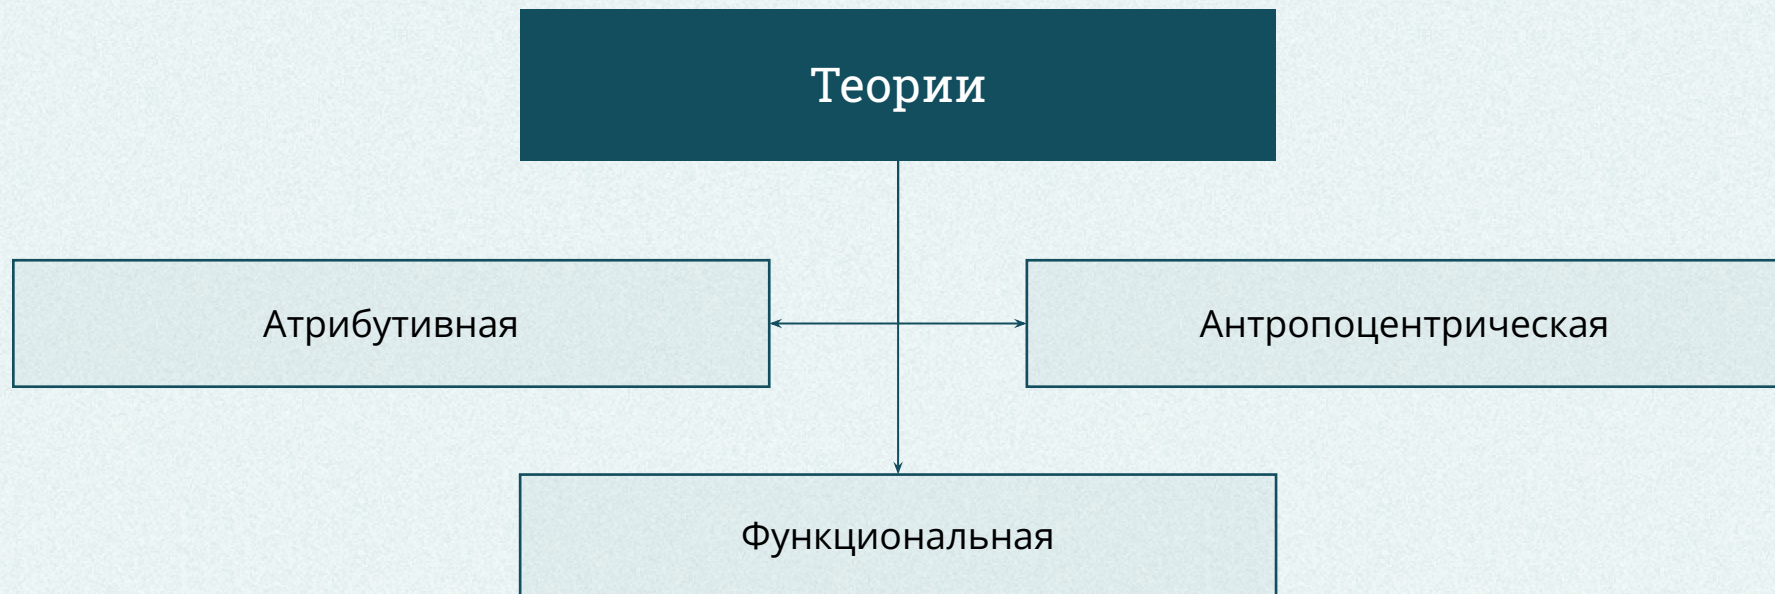 Теории
Атрибутивная
Антропоцентрическая
Функциональная